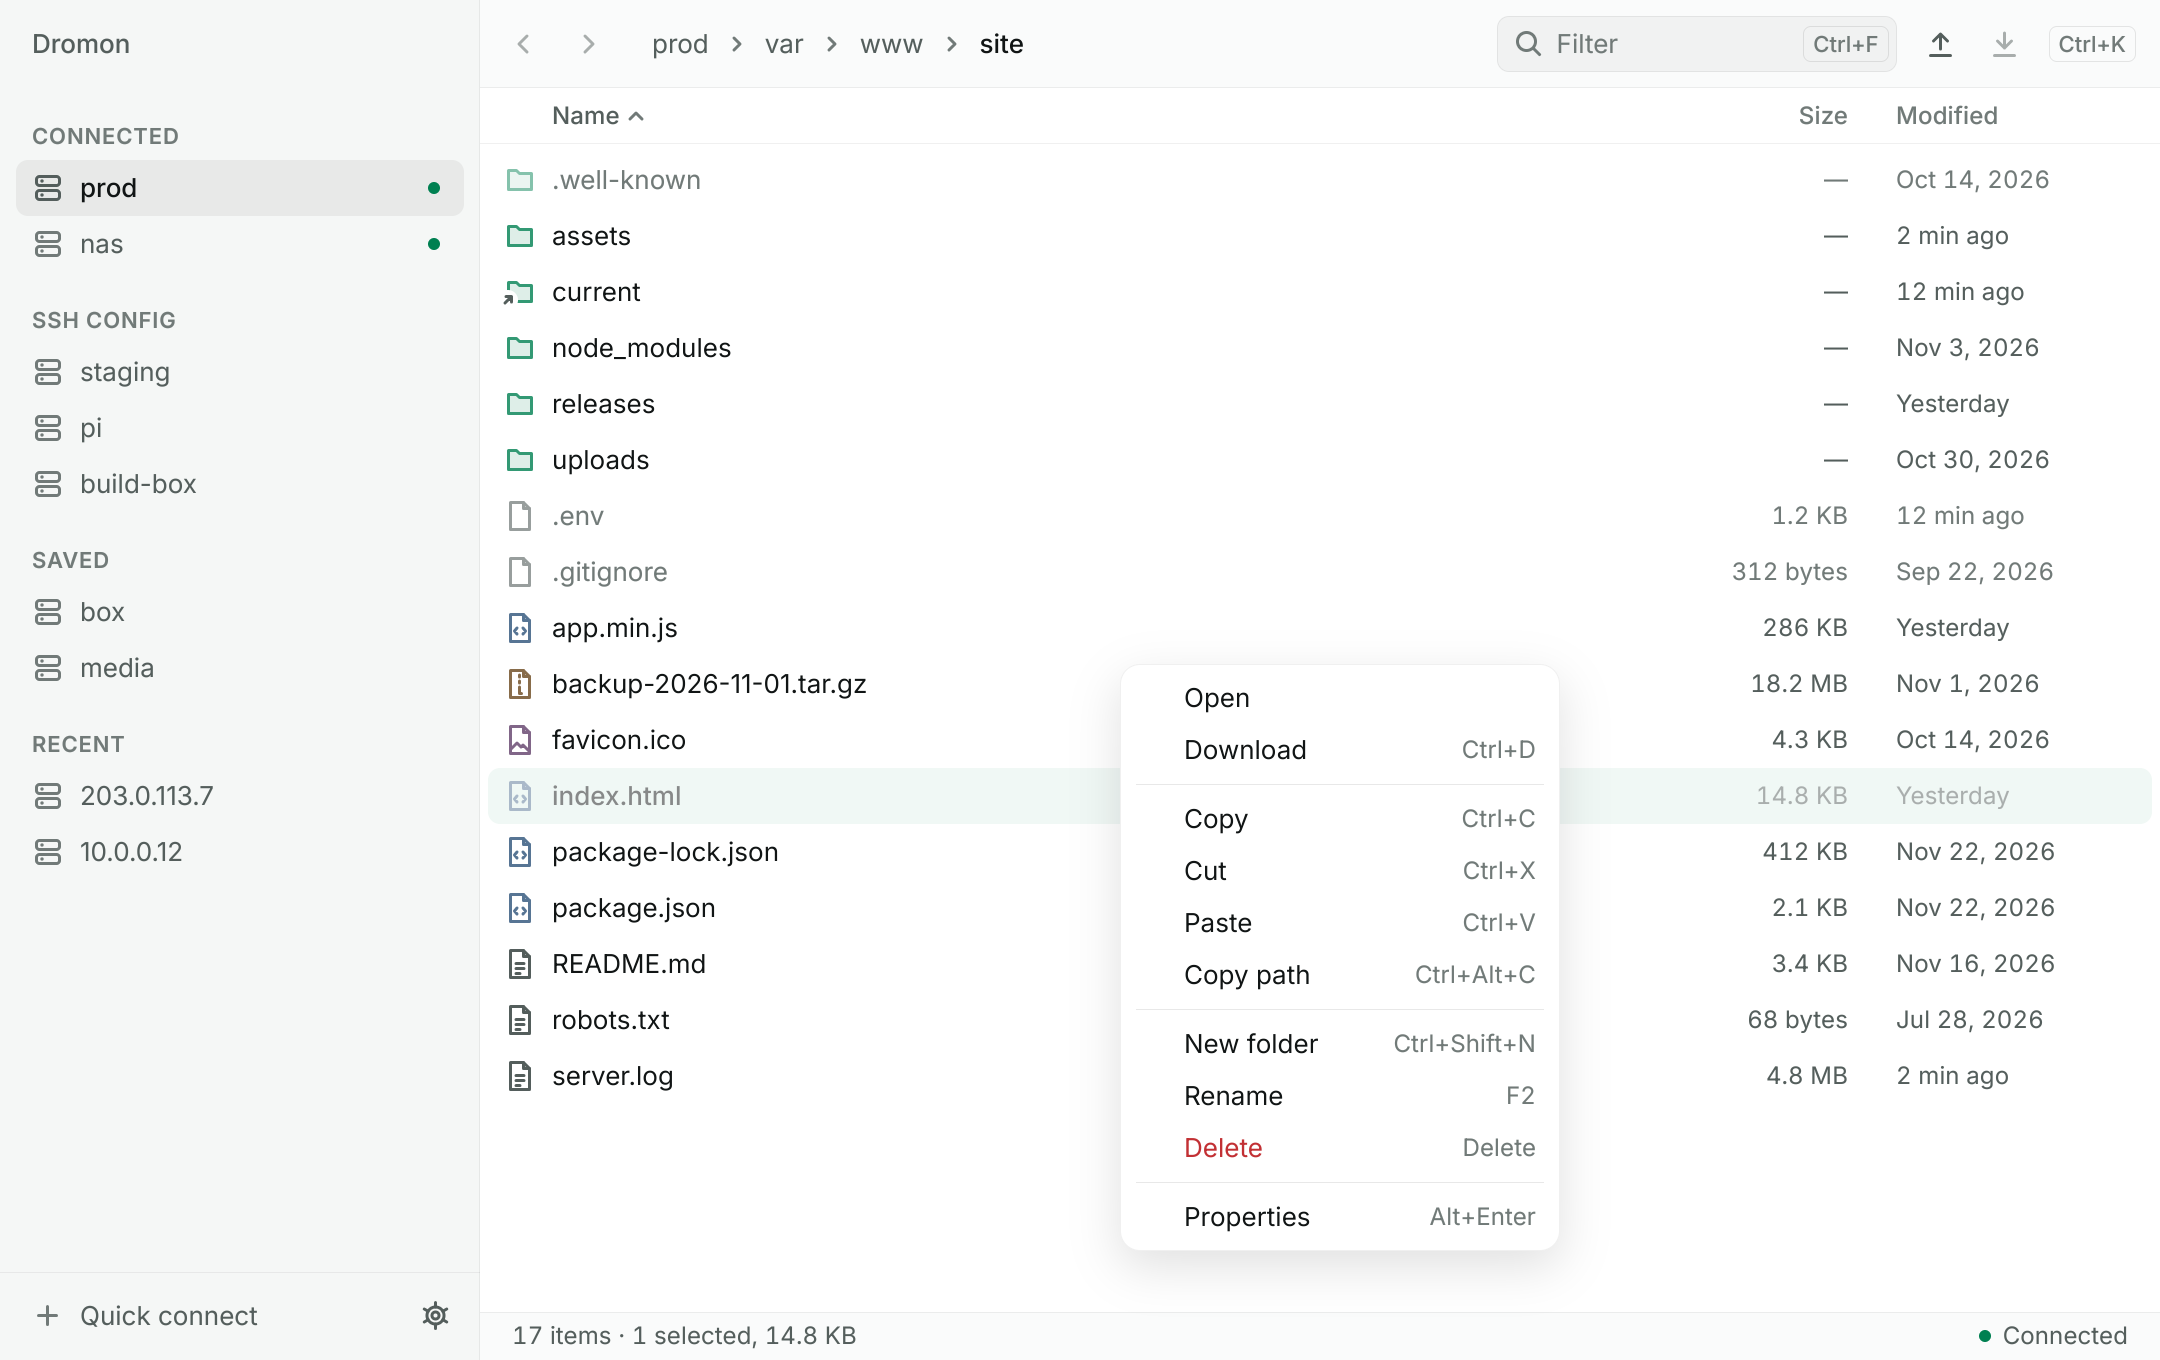 Dromon
CONNECTED
prod
nas
SSH CONFIG
staging
pi
build-box
SAVED
box
media
RECENT
203.0.113.7
10.0.0.12
Quick connect
prod > var > www > site
Filter Ctrl+F
Ctrl+K
Name Size Modified
.well-known — Oct 14, 2026
assets — 2 min ago
current — 12 min ago
node_modules — Nov 3, 2026
releases — Yesterday
uploads — Oct 30, 2026
.env 1.2 KB 12 min ago
.gitignore 312 bytes Sep 22, 2026
app.min.js 286 KB Yesterday
backup-2026-11-01.tar.gz 18.2 MB Nov 1, 2026
favicon.ico 4.3 KB Oct 14, 2026
index.html 14.8 KB Yesterday
package-lock.json 412 KB Nov 22, 2026
package.json 2.1 KB Nov 22, 2026
README.md 3.4 KB Nov 16, 2026
robots.txt 68 bytes Jul 28, 2026
server.log 4.8 MB 2 min ago
Open
Download Ctrl+D
Copy Ctrl+C
Cut Ctrl+X
Paste Ctrl+V
Copy path Ctrl+Alt+C
New folder Ctrl+Shift+N
Rename F2
Delete Delete
Properties Alt+Enter
17 items · 1 selected, 14.8 KB
Connected